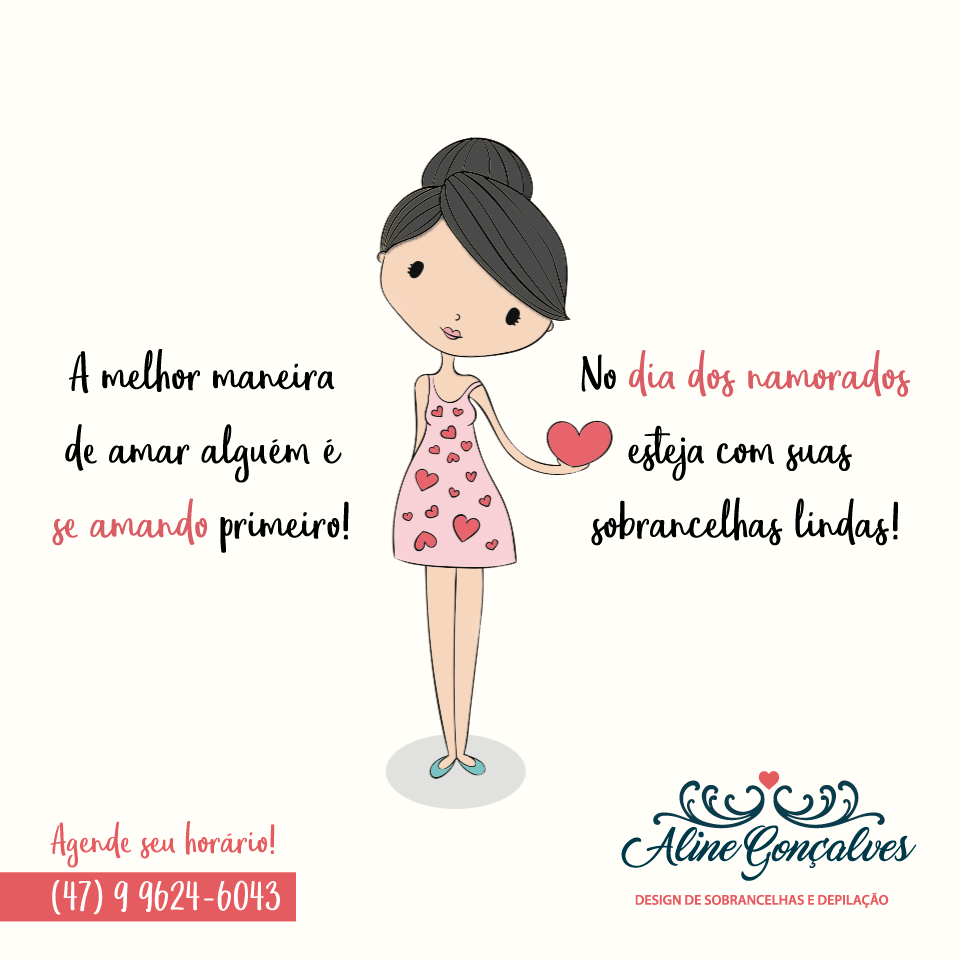 A melhor maneira
de amar alguém é
se amando primeiro!
No dia dos namorados
esteja com suas
sobrancelhas lindas!
Agende seu horário!
(47) 9 9624-6043
Aline Gonçalves
DESIGN DE SOBRANCELHAS E DEPILAÇÃO